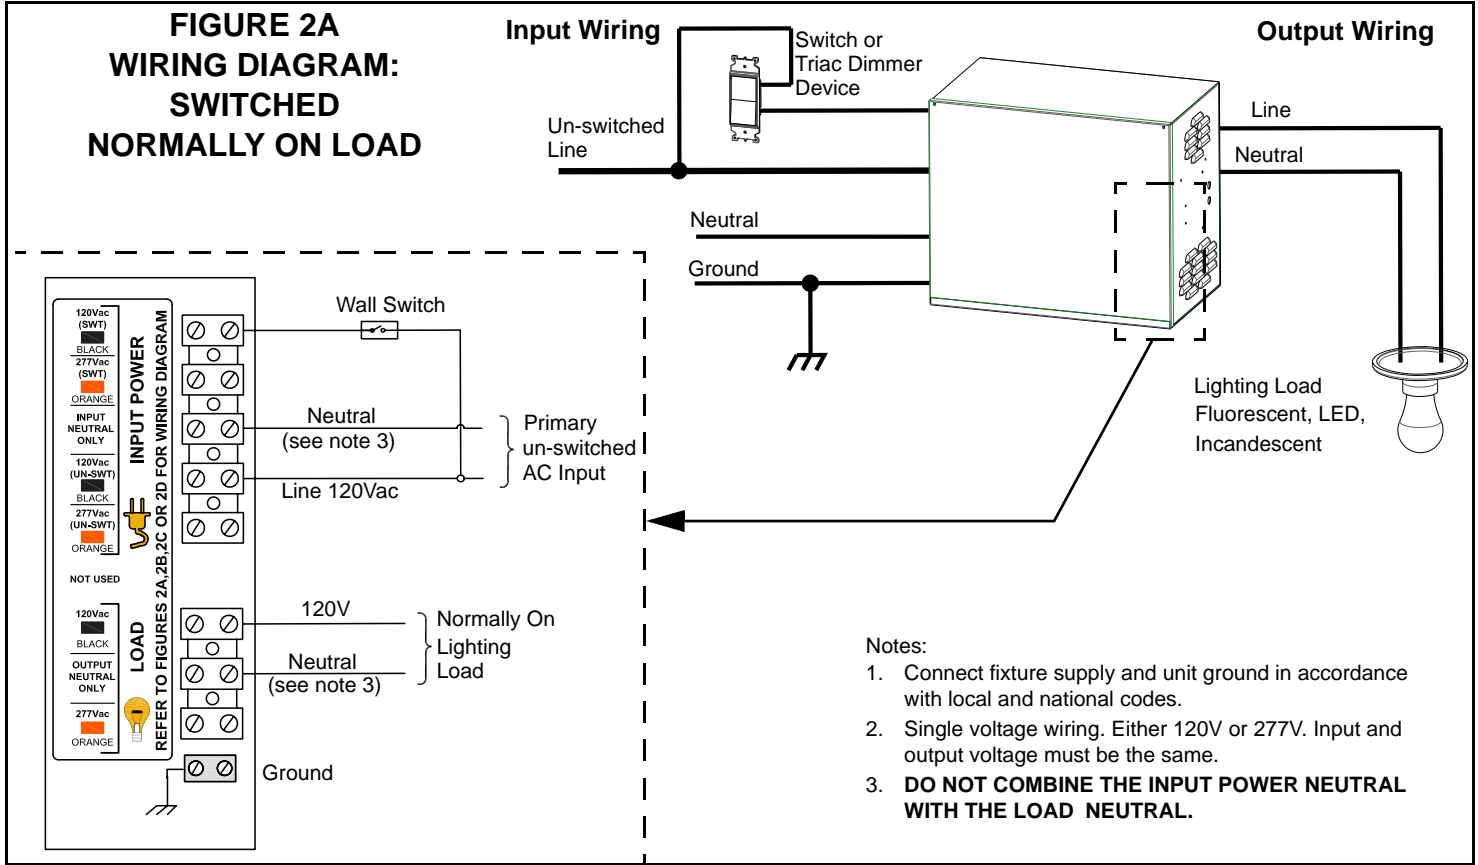 FIGURE 2A
WIRING DIAGRAM:
SWITCHED
NORMALLY ON LOAD
Input Wiring
Output Wiring
Switch or
Triac Dimmer
Device
Un-switched
Line
Neutral
Ground
Line
Neutral
Lighting Load
Fluorescent, LED,
Incandescent
120Vac
(SWT)
BLACK
277Vac
(SWT)
ORANGE
INPUT
NEUTRAL
ONLY
120Vac
(UN-SWT)
BLACK
277Vac
(UN-SWT)
ORANGE
NOT USED
120Vac
BLACK
OUTPUT
NEUTRAL
ONLY
277Vac
ORANGE
INPUT POWER
LOAD
REFER TO FIGURES 2A,2B,2C OR 2D FOR WIRING DIAGRAM
Wall Switch
Neutral
(see note 3)
Line 120Vac
Primary
un-switched
AC Input
120V
Neutral
(see note 3)
Normally On
Lighting
Load
Ground
Notes:
1. Connect fixture supply and unit ground in accordance
with local and national codes.
2. Single voltage wiring. Either 120V or 277V. Input and
output voltage must be the same.
3. DO NOT COMBINE THE INPUT POWER NEUTRAL
WITH THE LOAD NEUTRAL.